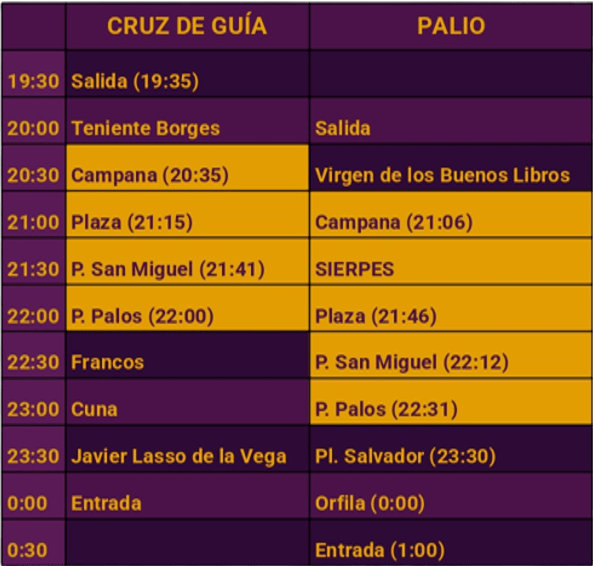 CRUZ DE GUÍA PALIO
19:30 Salida (19:35)
20:00 Teniente Borges Salida
20:30 Campana (20:35) Virgen de los Buenos Libros
21:00 Plaza (21:15) Campana (21:06)
21:30 P. San Miguel (21:41) SIERPES
22:00 P. Palos (22:00) Plaza (21:46)
22:30 Francos P. San Miguel (22:12)
23:00 Cuna P. Palos (22:31)
23:30 Javier Lasso de la Vega Pl. Salvador (23:30)
0:00 Entrada Orfila (0:00)
0:30 Entrada (1:00)